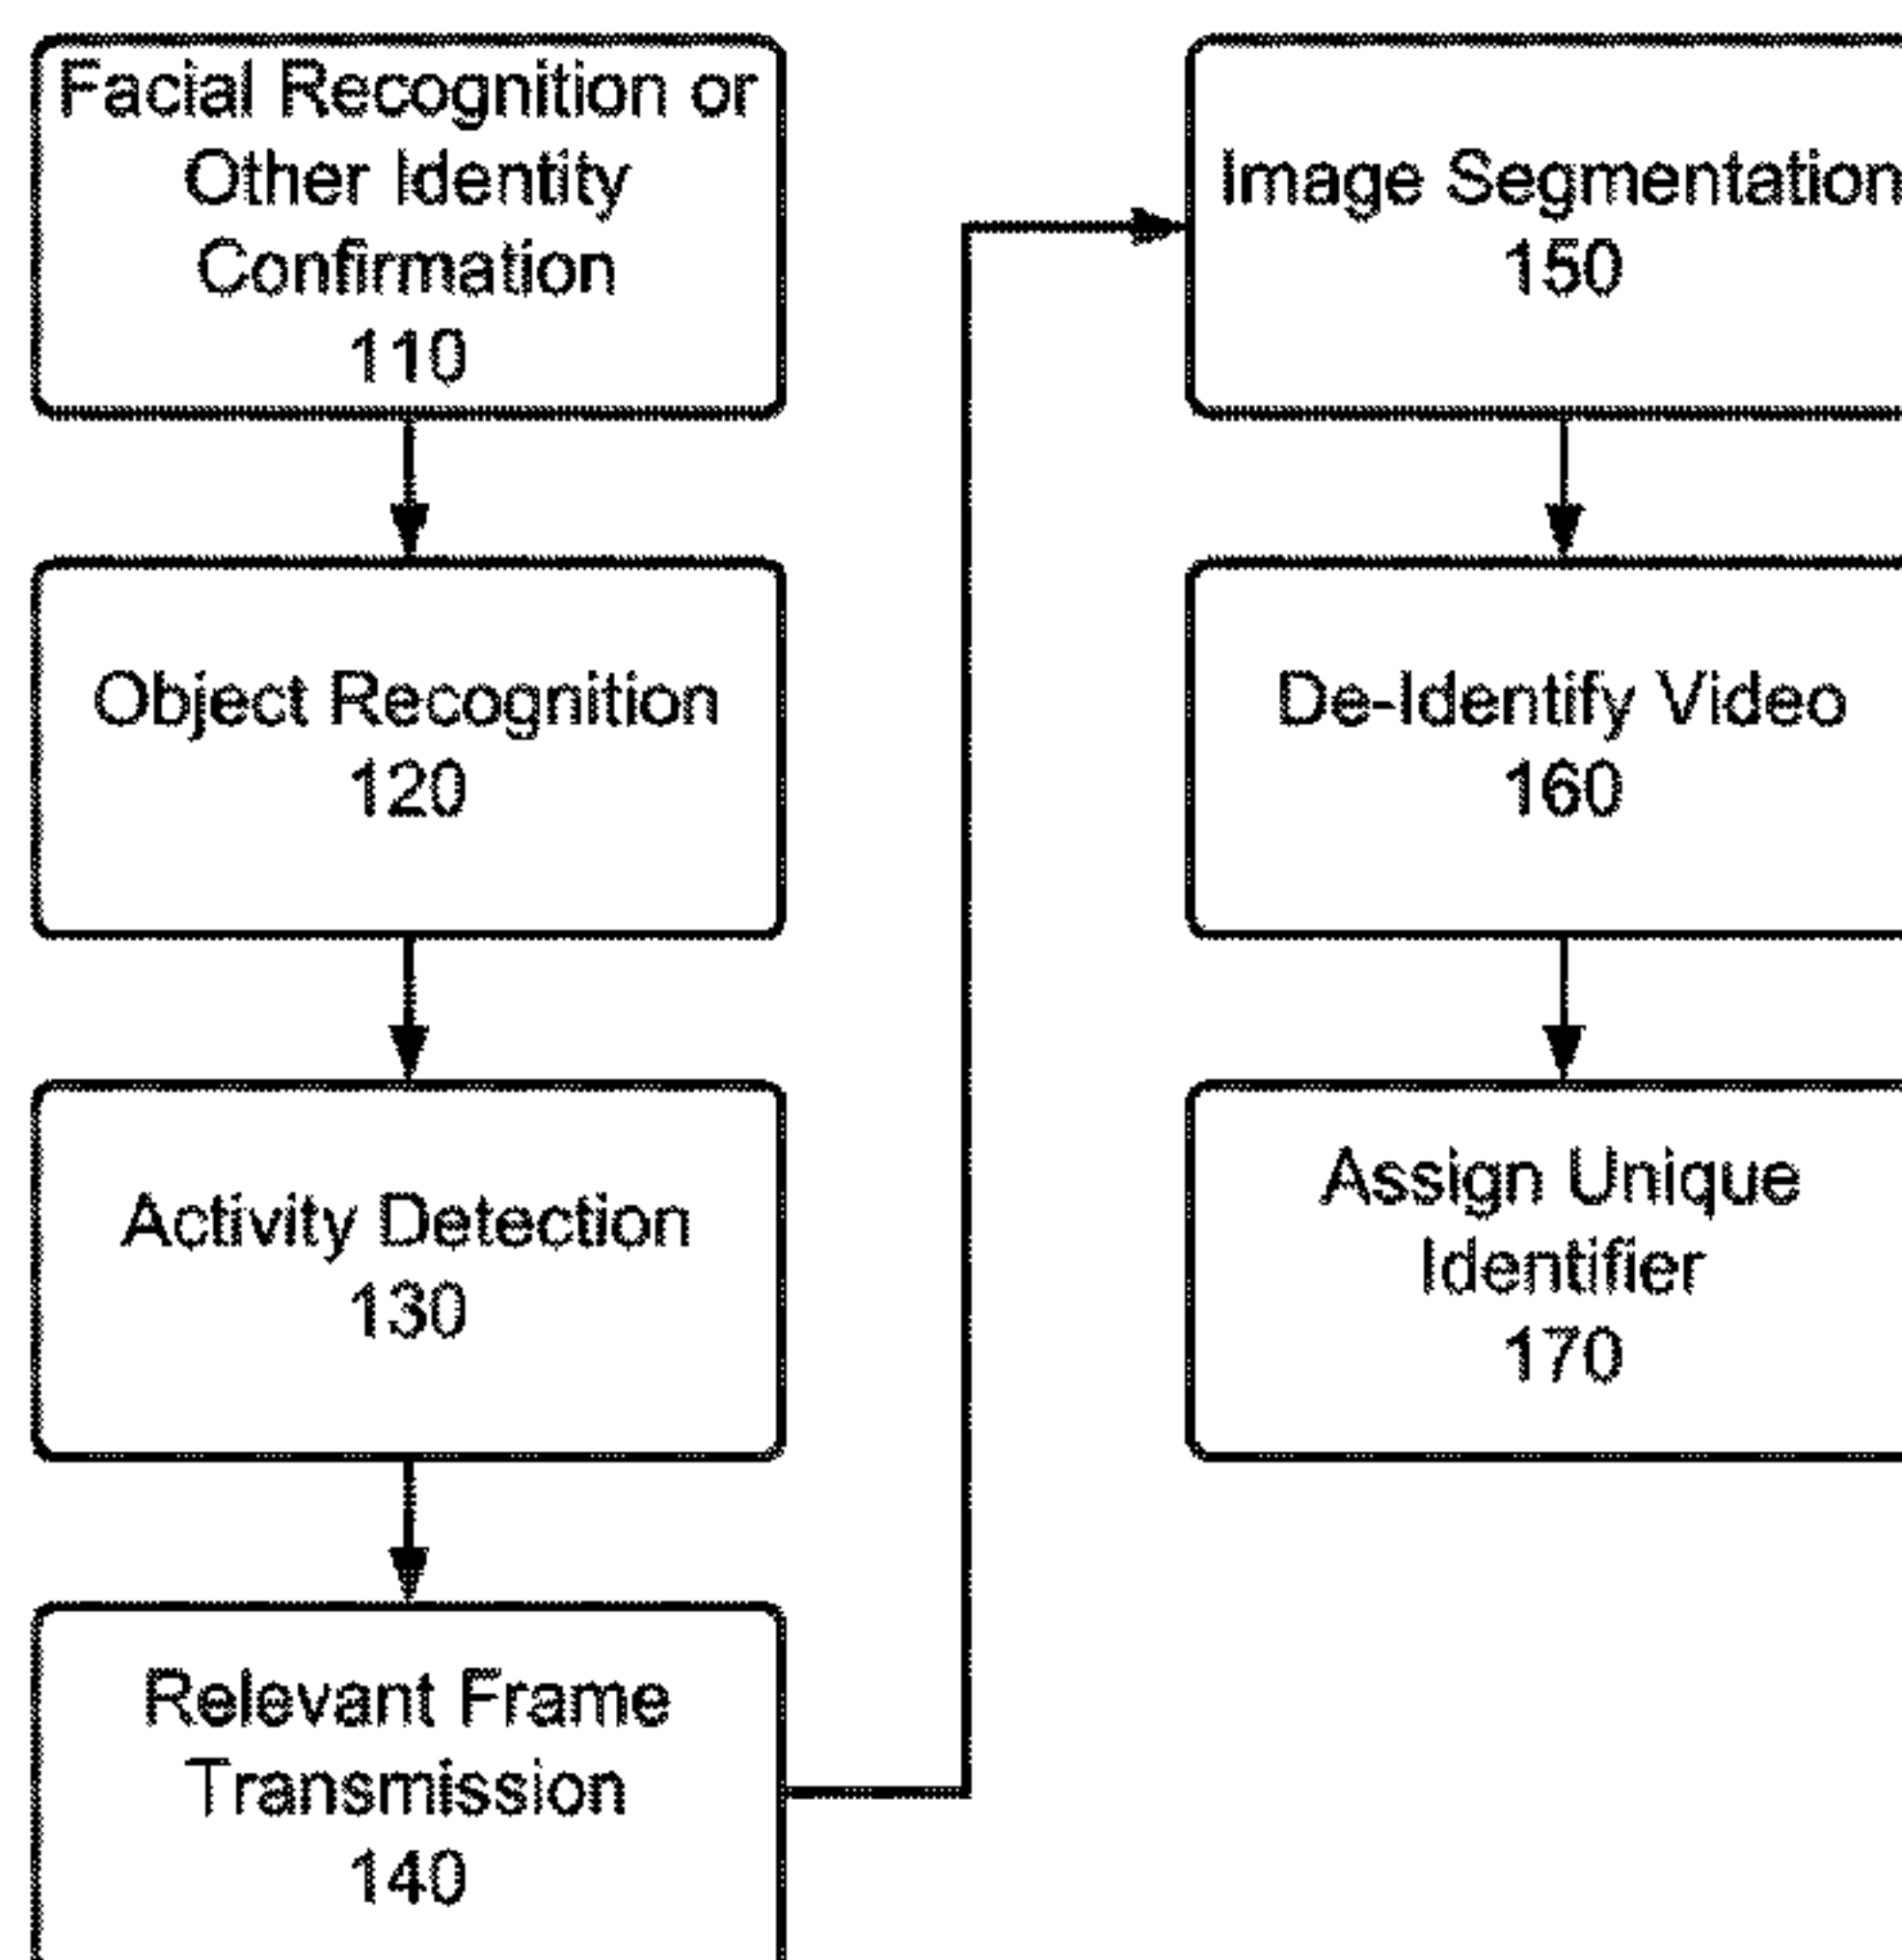 Facial Recognition or
Other Identity
Confirmation
110
Object Recognition
120
Activity Detection
130
Relevant Frame
Transmission
140
Image Segmentation
150
De-Identify Video
160
Assign Unique
Identifier
170